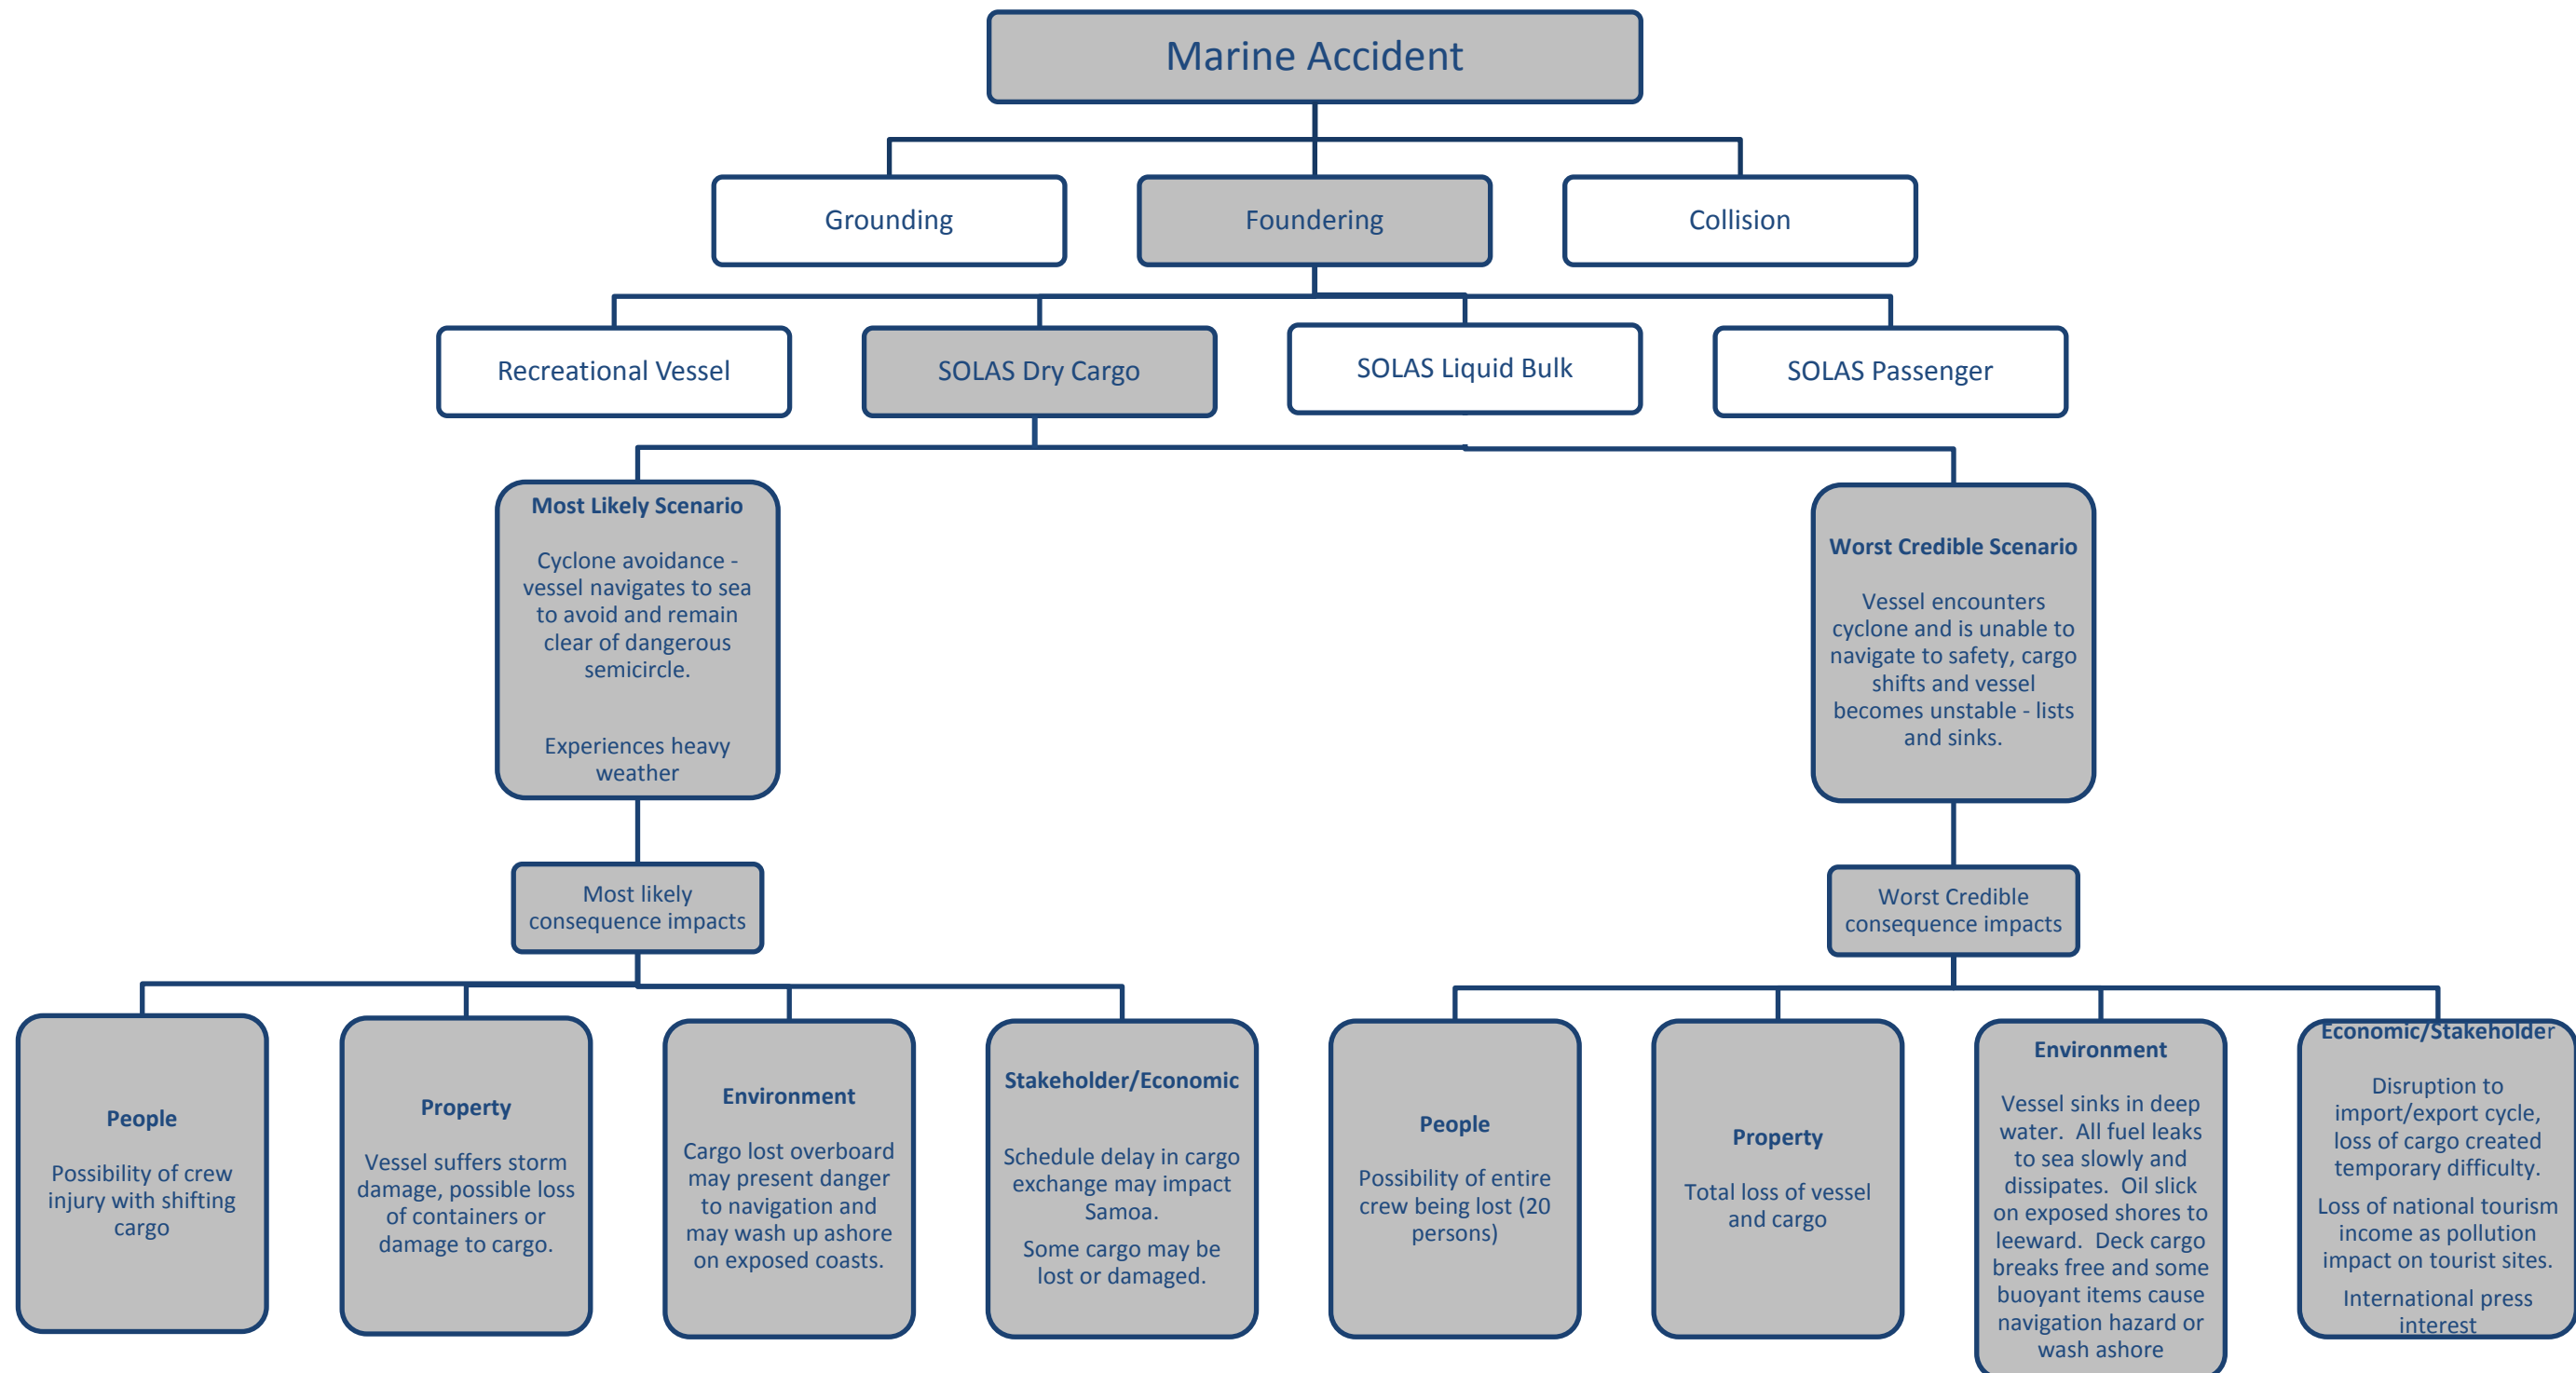 Marine Accident
Grounding
Foundering
Collision
Recreational Vessel
SOLAS Dry Cargo
SOLAS Liquid Bulk
SOLAS Passenger
Most Likely Scenario
Cyclone avoidance -
vessel navigates to sea
to avoid and remain
clear of dangerous
semicircle.
Experiences heavy
weather
Worst Credible Scenario
Vessel encounters
cyclone and is unable to
navigate to safety, cargo
shifts and vessel
becomes unstable - lists
and sinks.
Most likely
consequence impacts
Worst Credible
consequence impacts
People
Possibility of crew
injury with shifting
cargo
Property
Vessel suffers storm
damage, possible loss
of containers or
damage to cargo.
Environment
Cargo lost overboard
may present danger
to navigation and
may wash up ashore
on exposed coasts.
Stakeholder/Economic
Schedule delay in cargo
exchange may impact
Samoa.
Some cargo may be
lost or damaged.
People
Possibility of entire
crew being lost (20
persons)
Property
Total loss of vessel
and cargo
Environment
Vessel sinks in deep
water.  All fuel leaks
to sea slowly and
dissipates.  Oil slick
on exposed shores to
leeward.  Deck cargo
breaks free and some
buoyant items cause
navigation hazard or
wash ashore
Economic/Stakeholder
Disruption to
import/export cycle,
loss of cargo created
temporary difficulty.
Loss of national tourism
income as pollution
impact on tourist sites.
International press
interest